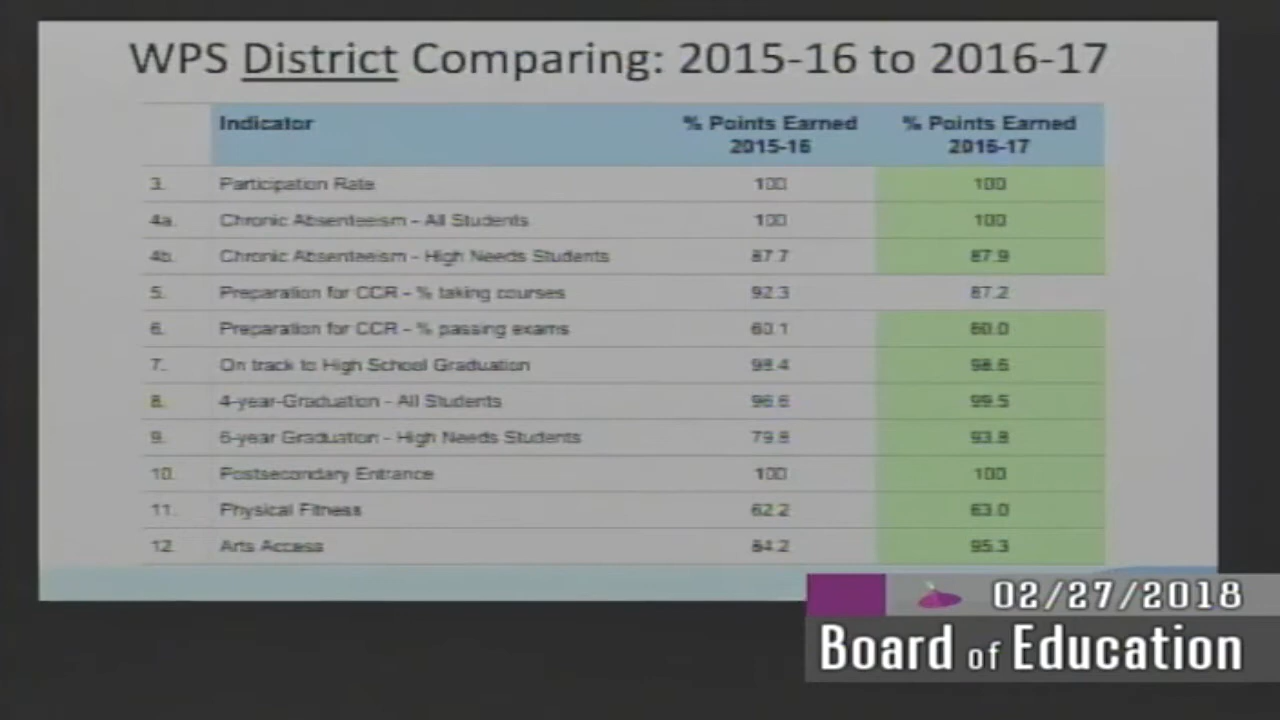 WPS District Comparing: 2015-16 to 2016-17
Indicator % Points Earned 2015-16 % Points Earned 2016-17
3. Participation Rate 100 100
4a. Chronic Absenteeism - All Students 100 100
4b. Chronic Absenteeism - High Needs Students 87.7 87.9
5. Preparation for CCR - % taking courses 92.3 87.2
6. Preparation for CCR - % passing exams 60.1 60.0
7. On track to High School Graduation 98.4 98.6
8. 4-year-Graduation - All Students 96.6 99.5
9. 6-year Graduation - High Needs Students 79.8 93.8
10. Postsecondary Entrance 100 100
11. Physical Fitness 62.2 63.0
12. Arts Access 84.2 95.3
02/27/2018
Board of Education